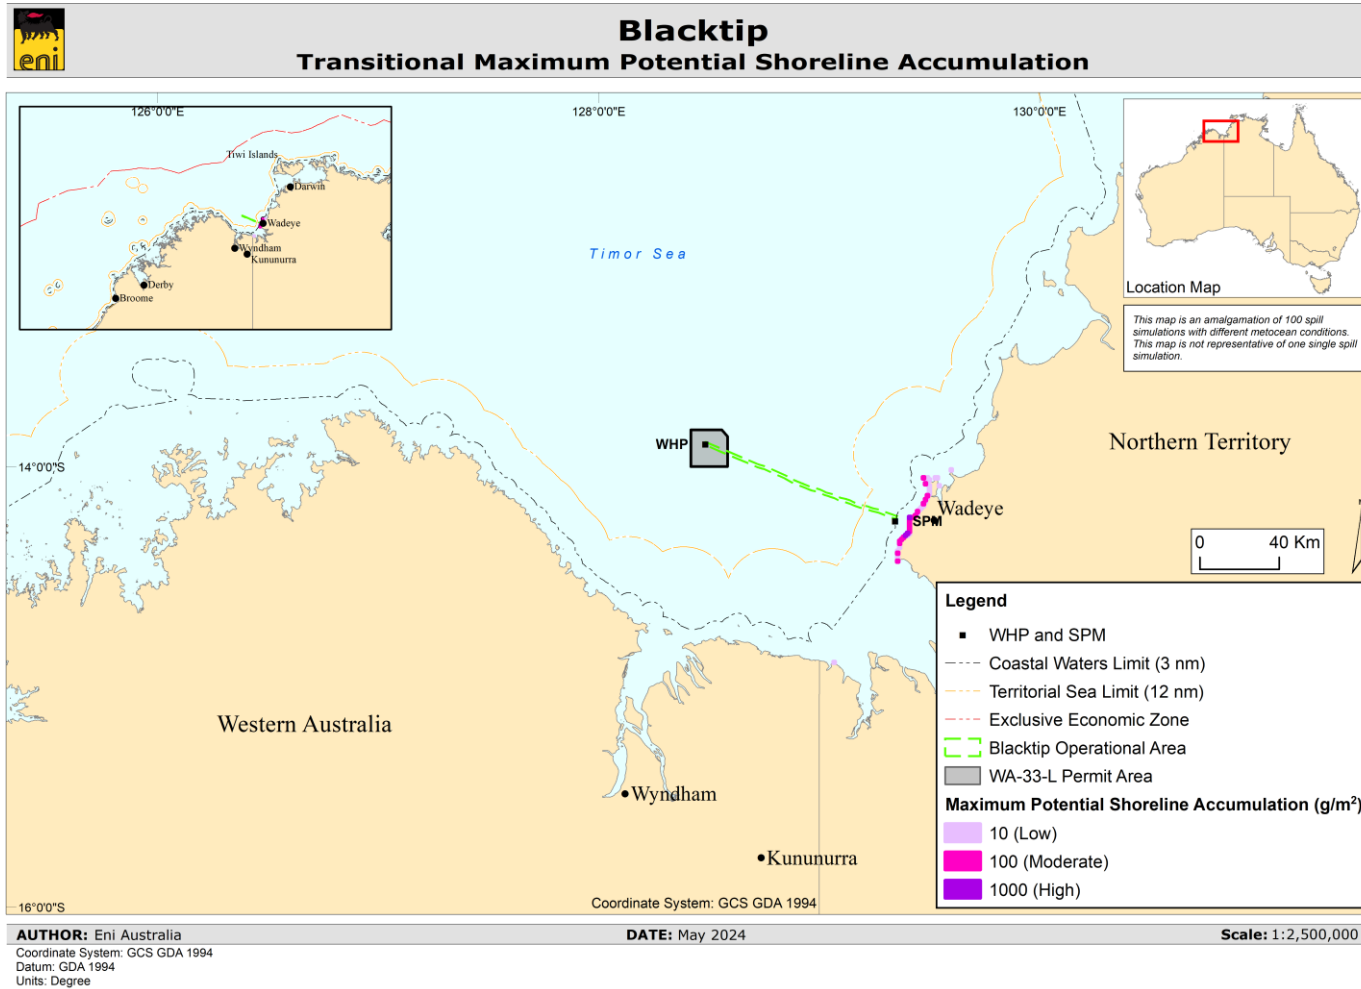 eni
Blacktip
Transitional Maximum Potential Shoreline Accumulation
126°0'0"E
128°0'0"E
130°0'0"E
Tiwi Islands
Darwin
Wadeye
Wyndham
Kununurra
Derby
Broome
Timor Sea
Location Map
This map is an amalgamation of 100 spill
simulations with different metocean conditions.
This map is not representative of one single spill
simulation.
WHP
Northern Territory
14°0'0"S
Wadeye
SPM
0 40 Km
Western Australia
Wyndham
Kununurra
Legend
WHP and SPM
Coastal Waters Limit (3 nm)
Territorial Sea Limit (12 nm)
Exclusive Economic Zone
Blacktip Operational Area
WA-33-L Permit Area
Maximum Potential Shoreline Accumulation (g/m²)
10 (Low)
100 (Moderate)
1000 (High)
Coordinate System: GCS GDA 1994
16°0'0"S
AUTHOR: Eni Australia
DATE: May 2024
Scale: 1:2,500,000
Coordinate System: GCS GDA 1994
Datum: GDA 1994
Units: Degree